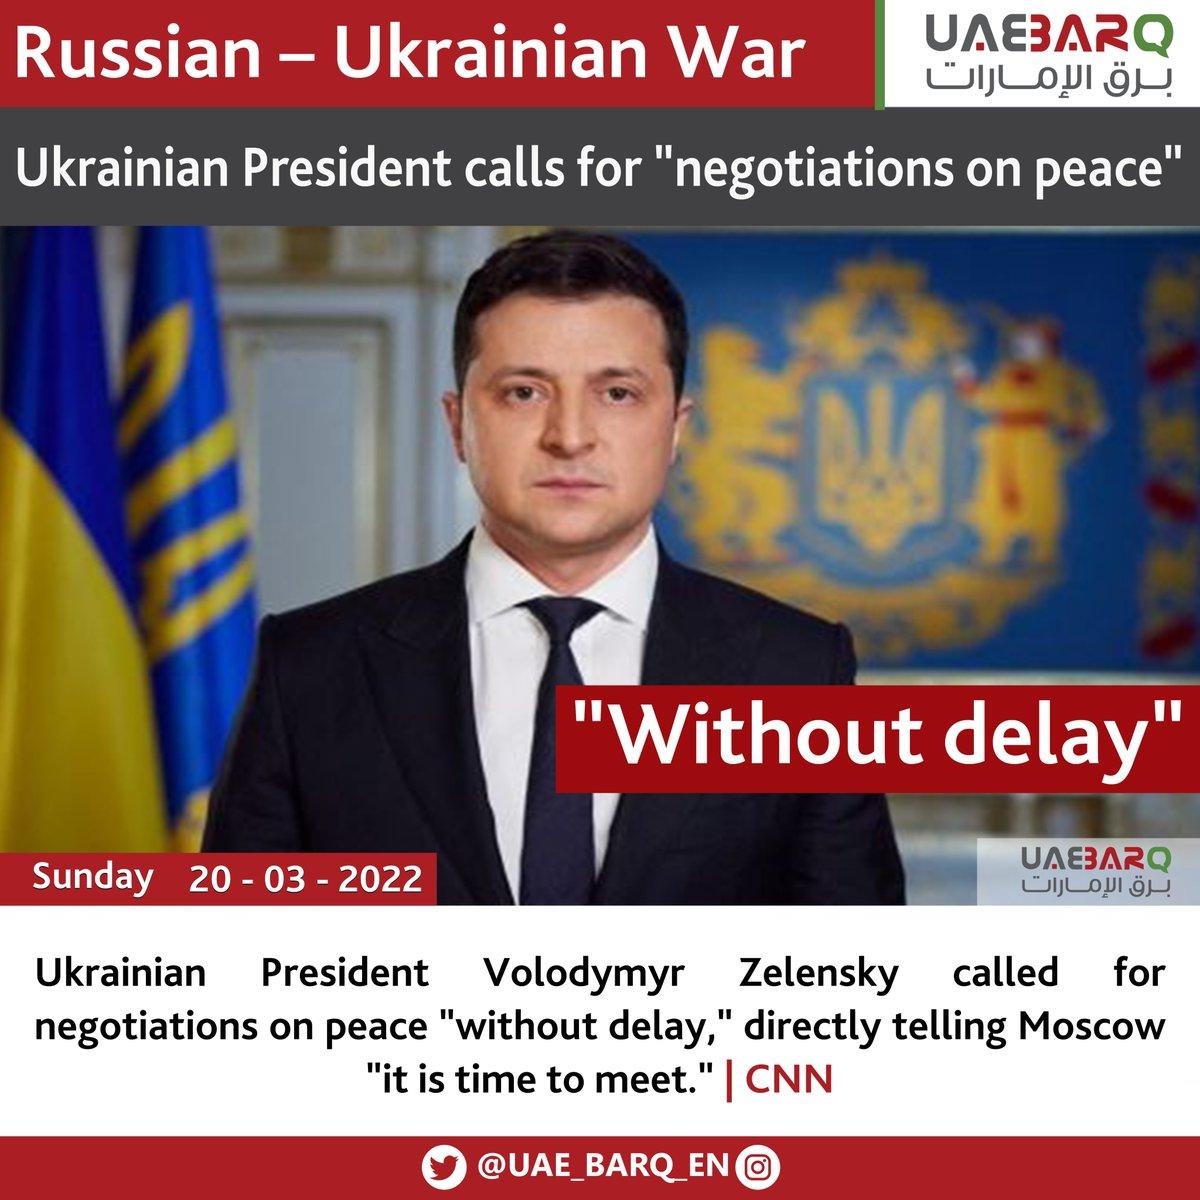 Russian – Ukrainian War
UAEBARQ
برق الإمارات
Ukrainian President calls for "negotiations on peace"
"Without delay"
Sunday 20 - 03 - 2022
UAEBARQ
برق الإمارات
Ukrainian President Volodymyr Zelensky called for
negotiations on peace "without delay," directly telling Moscow
"it is time to meet." | CNN
@UAE_BARQ_EN